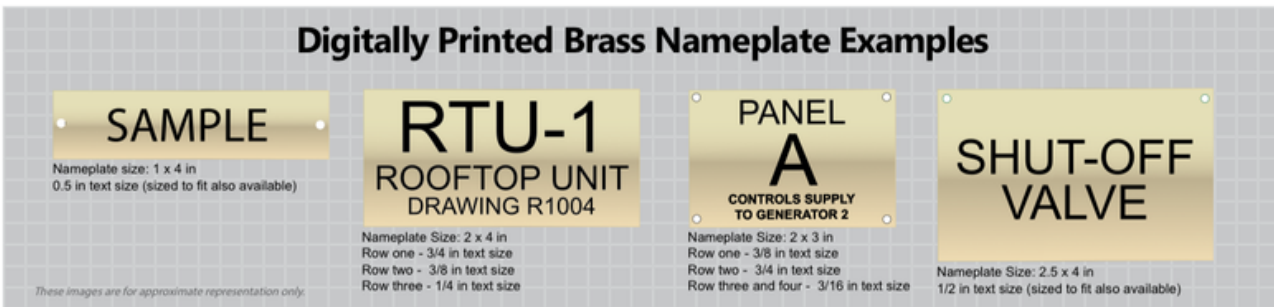 Digitally Printed Brass Nameplate Examples
SAMPLE
Nameplate size: 1 x 4 in
0.5 in text size (sized to fit also available)
RTU-1
ROOFTOP UNIT
DRAWING R1004
Nameplate Size: 2 x 4 in
Row one - 3/4 in text size
Row two - 3/8 in text size
Row three - 1/4 in text size
PANEL
A
CONTROLS SUPPLY
TO GENERATOR 2
Nameplate Size: 2 x 3 in
Row one - 3/8 in text size
Row two - 3/4 in text size
Row three and four - 3/16 in text size
SHUT-OFF
VALVE
Nameplate Size: 2.5 x 4 in
1/2 in text size (sized to fit also available)
These images are for approximate representation only.